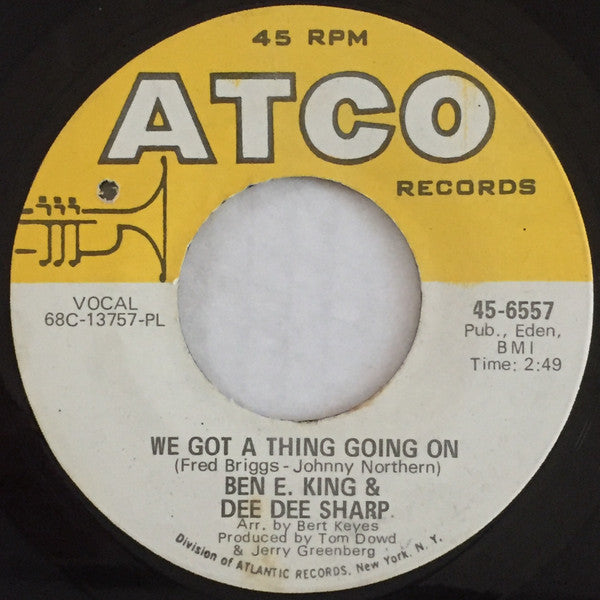 45 RPM
ATCO
RECORDS
VOCAL
68C-13757-PL
45-6557
Pub., Eden,
BMI
Time: 2:49
WE GOT A THING GOING ON
(Fred Briggs - Johnny Northern)
BEN E. KING &
DEE DEE SHARP
Arr. by Bert Keyes
Produced by Tom Dowd
& Jerry Greenberg
Division of ATLANTIC RECORDS, New York, N. Y.